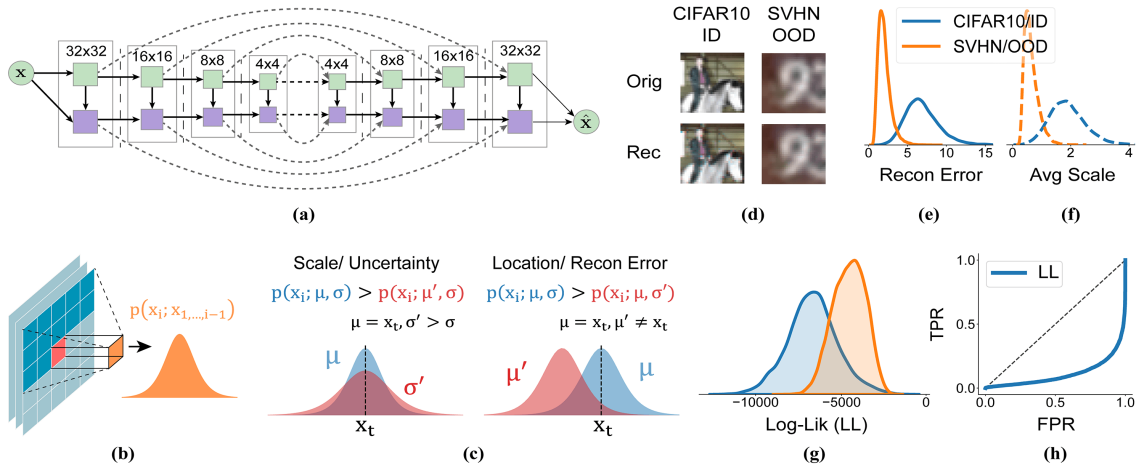 32x32
16x16
8x8
4x4
4x4
8x8
16x16
32x32
x
x̂
(a)
CIFAR10
ID
SVHN
OOD
Orig
Rec
(d)
CIFAR10/ID
SVHN/OOD
0 5 10 15
Recon Error
(e)
0 2 4
Avg Scale
(f)
p(xᵢ; x₁,...,ᵢ₋₁)
(b)
Scale/ Uncertainty
p(xᵢ; μ, σ) > p(xᵢ; μ′, σ)
μ = xₜ, σ′ > σ
μ
σ′
xₜ
Location/ Recon Error
p(xᵢ; μ, σ) > p(xᵢ; μ, σ′)
μ = xₜ, μ′ ≠ xₜ
μ′
μ
xₜ
(c)
−10000 −5000 0
Log-Lik (LL)
(g)
LL
TPR
1.0
0.5
0.0
0.0 0.5 1.0
FPR
(h)